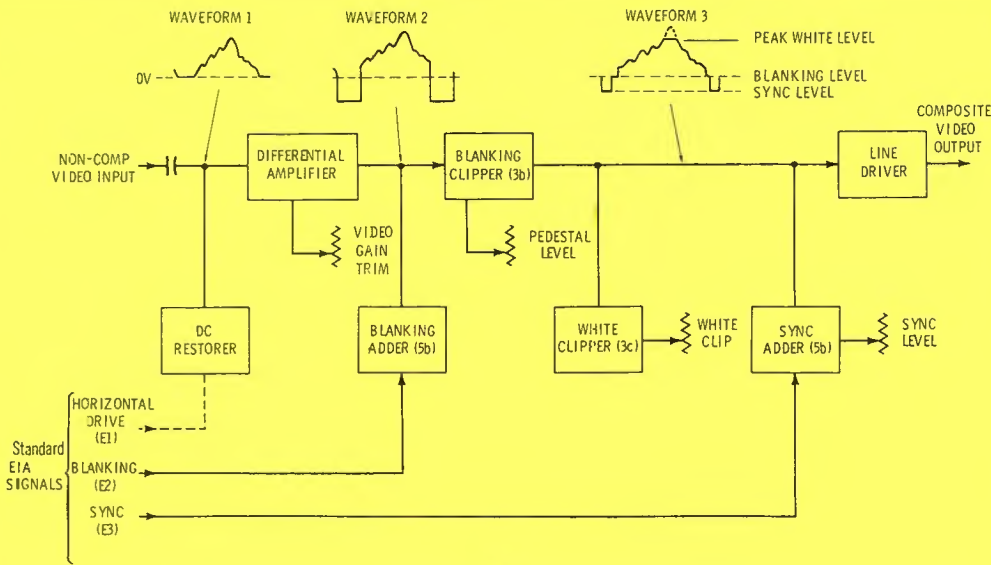 WAVEFORM 1
WAVEFORM 2
WAVEFORM 3
PEAK WHITE LEVEL
0V
BLANKING LEVEL
SYNC LEVEL
COMPOSITE
VIDEO
OUTPUT
NON-COMP
VIDEO INPUT
DIFFERENTIAL
AMPLIFIER
BLANKING
CLIPPER (3b)
LINE
DRIVER
VIDEO
GAIN
TRIM
PEDESTAL
LEVEL
DC
RESTORER
BLANKING
ADDER (5b)
WHITE
CLIPPER (3c)
WHITE
CLIP
SYNC
ADDER (5b)
SYNC
LEVEL
Standard
EIA
SIGNALS
HORIZONTAL
DRIVE
(E1)
BLANKING
(E2)
SYNC
(E3)